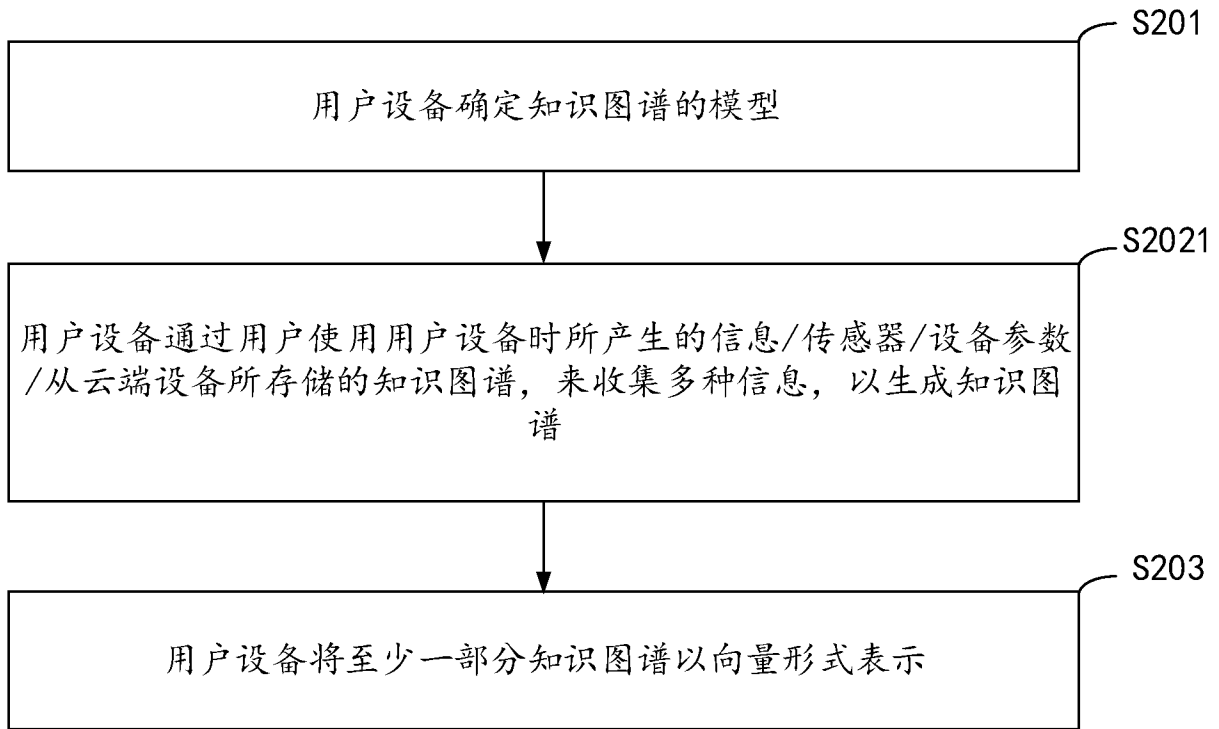 S201
用户设备确定知识图谱的模型
S2021
用户设备通过用户使用用户设备时所产生的信息/传感器/设备参数
/从云端设备所存储的知识图谱，来收集多种信息，以生成知识图
谱
S203
用户设备将至少一部分知识图谱以向量形式表示